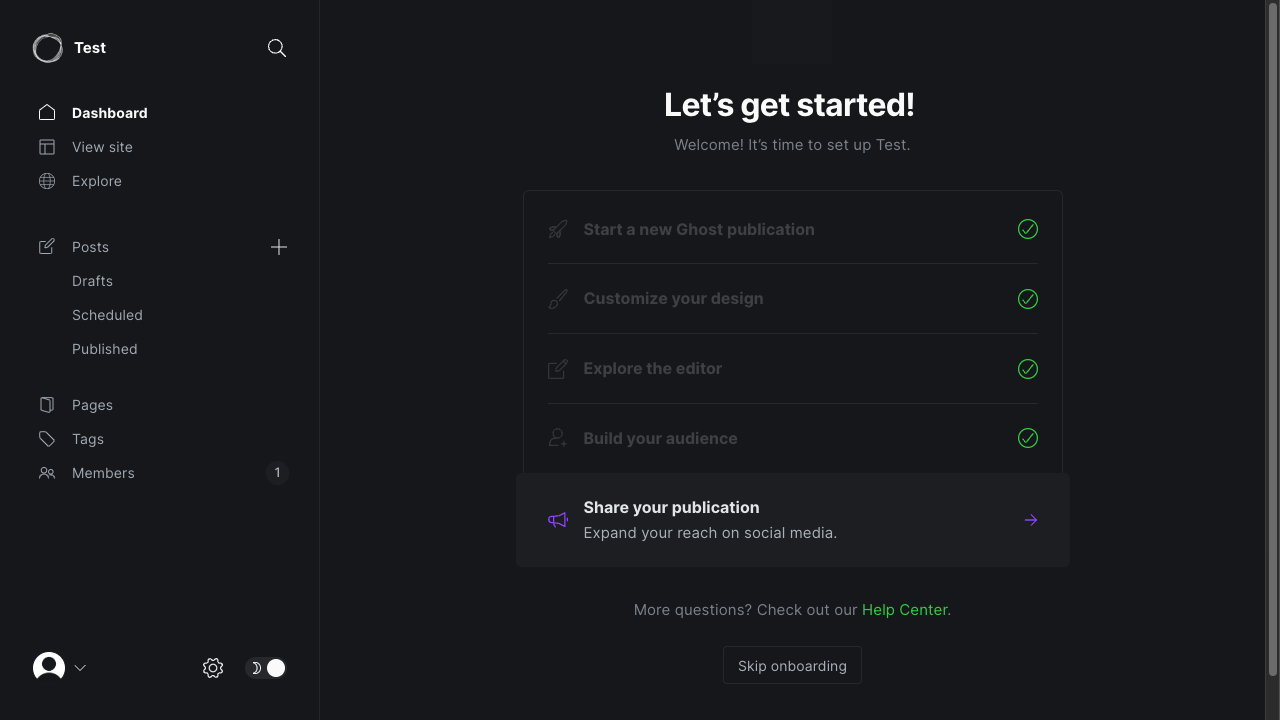 Test
Dashboard
View site
Explore
Posts
Drafts
Scheduled
Published
Pages
Tags
Members
1
Let’s get started!
Welcome! It’s time to set up Test.
Start a new Ghost publication
Customize your design
Explore the editor
Build your audience
Share your publication
Expand your reach on social media.
More questions? Check out our Help Center.
Skip onboarding